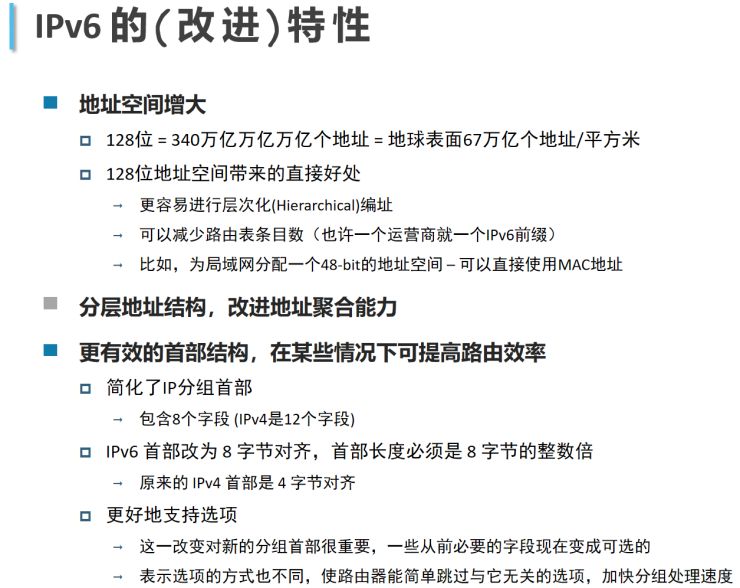 IPv6 的(改进)特性
地址空间增大
128位 = 340万亿万亿万亿个地址 = 地球表面67万亿个地址/平方米
128位地址空间带来的直接好处
→ 更容易进行层次化(Hierarchical)编址
→ 可以减少路由表条目数（也许一个运营商就一个IPv6前缀）
→ 比如，为局域网分配一个48-bit的地址空间 – 可以直接使用MAC地址
分层地址结构，改进地址聚合能力
更有效的首部结构，在某些情况下可提高路由效率
简化了IP分组首部
→ 包含8个字段 (IPv4是12个字段)
IPv6 首部改为 8 字节对齐，首部长度必须是 8 字节的整数倍
→ 原来的 IPv4 首部是 4 字节对齐
更好地支持选项
→ 这一改变对新的分组首部很重要，一些从前必要的字段现在变成可选的
→ 表示选项的方式也不同，使路由器能简单跳过与它无关的选项，加快分组处理速度